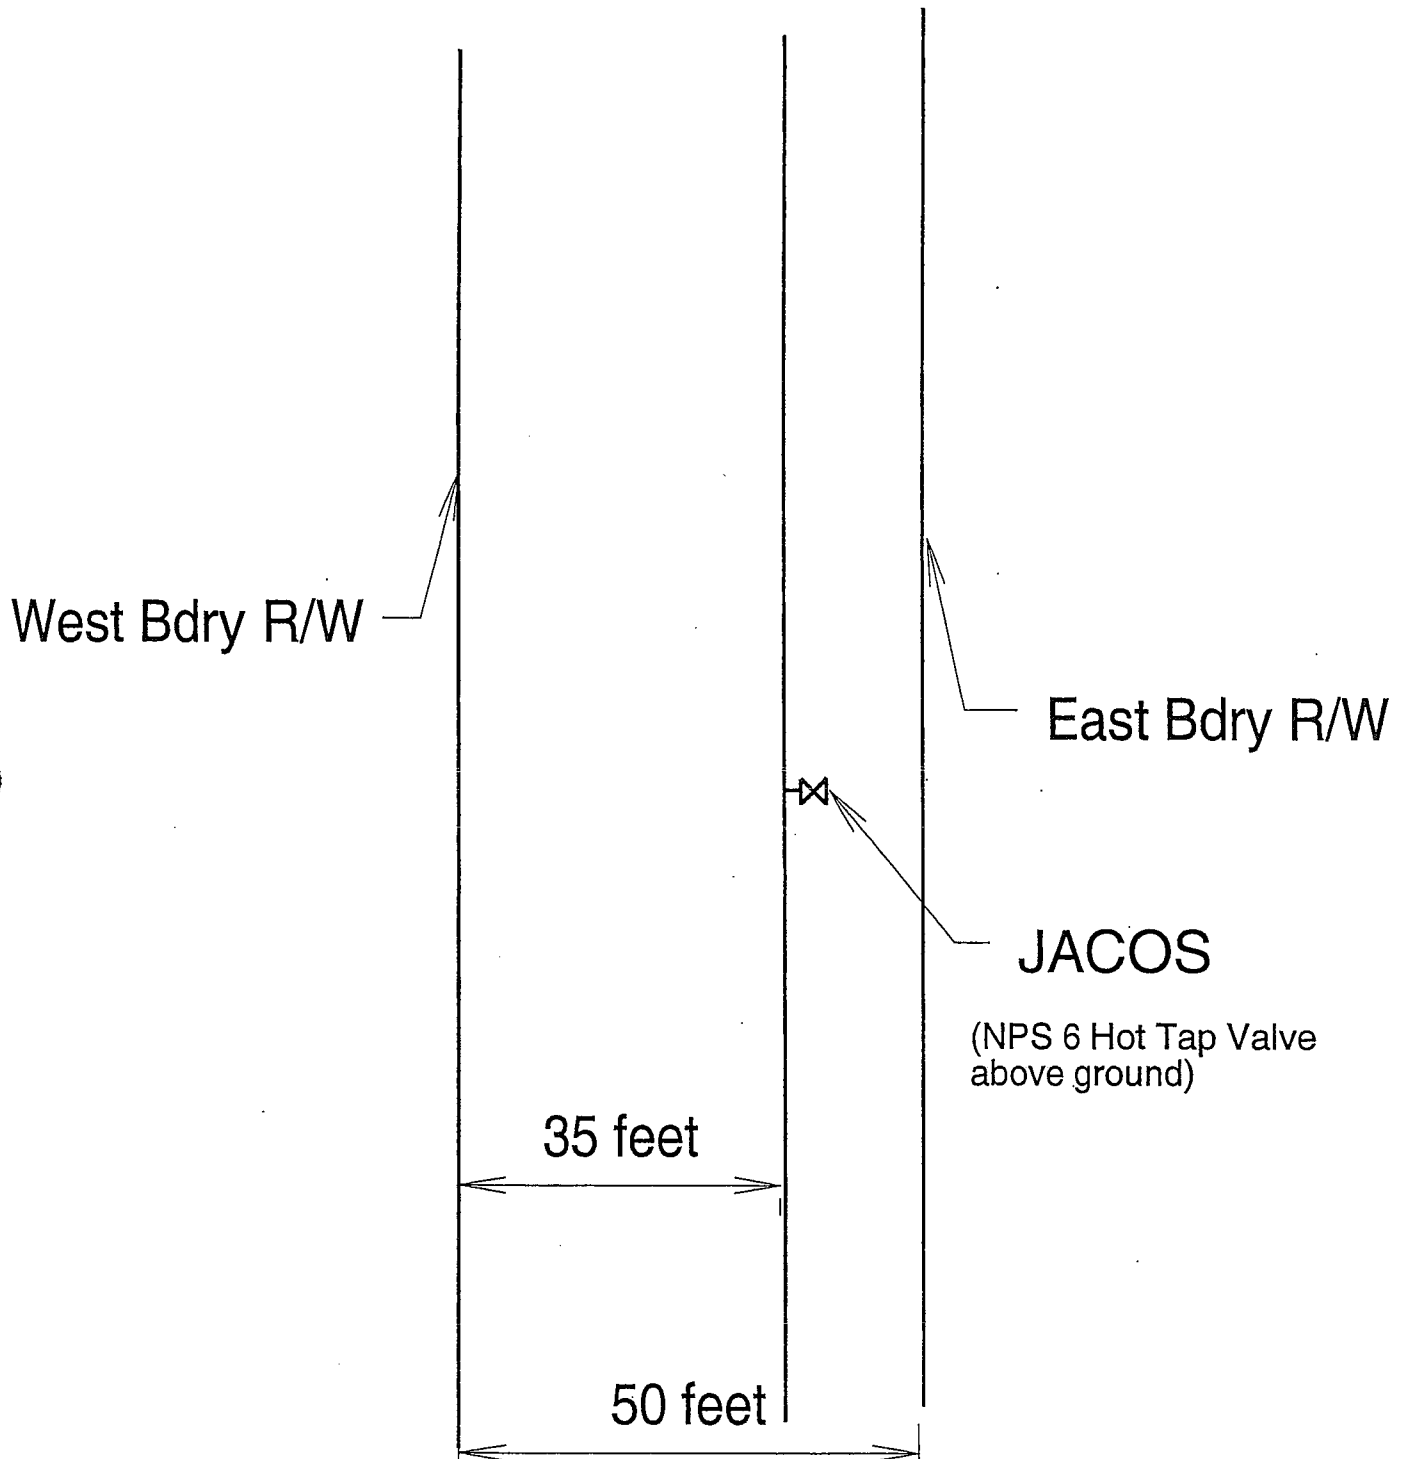 West Bdry R/W
East Bdry R/W
JACOS
(NPS 6 Hot Tap Valve
above ground)
35 feet
50 feet